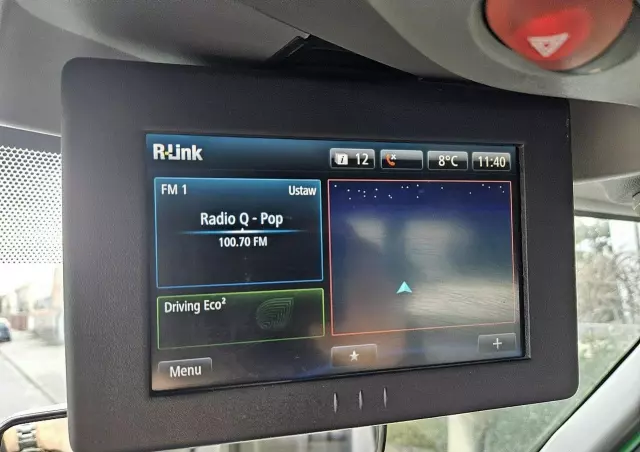 R-Link
i 12
8°C
11:40
FM 1
Ustaw
Radio Q - Pop
100.70 FM
Driving Eco²
Menu